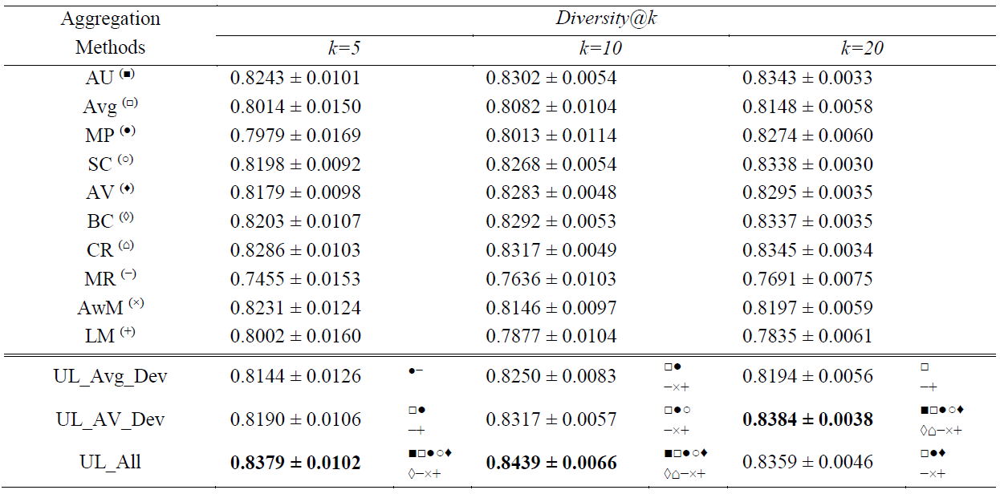 Aggregation Methods Diversity@k
k=5 k=10 k=20
AU (■) 0.8243 ± 0.0101 0.8302 ± 0.0054 0.8343 ± 0.0033
Avg (□) 0.8014 ± 0.0150 0.8082 ± 0.0104 0.8148 ± 0.0058
MP (●) 0.7979 ± 0.0169 0.8013 ± 0.0114 0.8274 ± 0.0060
SC (○) 0.8198 ± 0.0092 0.8268 ± 0.0054 0.8338 ± 0.0030
AV (♦) 0.8179 ± 0.0098 0.8283 ± 0.0048 0.8295 ± 0.0035
BC (◊) 0.8203 ± 0.0107 0.8292 ± 0.0053 0.8337 ± 0.0035
CR (⌂) 0.8286 ± 0.0103 0.8317 ± 0.0049 0.8345 ± 0.0034
MR (−) 0.7455 ± 0.0153 0.7636 ± 0.0103 0.7691 ± 0.0075
AwM (×) 0.8231 ± 0.0124 0.8146 ± 0.0097 0.8197 ± 0.0059
LM (+) 0.8002 ± 0.0160 0.7877 ± 0.0104 0.7835 ± 0.0061
UL_Avg_Dev 0.8144 ± 0.0126 ●− 0.8250 ± 0.0083 □● −×+ 0.8194 ± 0.0056 □ −+
UL_AV_Dev 0.8190 ± 0.0106 □● −+ 0.8317 ± 0.0057 □●○ −×+ 0.8384 ± 0.0038 ■□●○♦ ◊⌂−×+
UL_All 0.8379 ± 0.0102 ■□●○♦ ◊−×+ 0.8439 ± 0.0066 ■□●○♦ ◊⌂−×+ 0.8359 ± 0.0046 □●♦ −×+